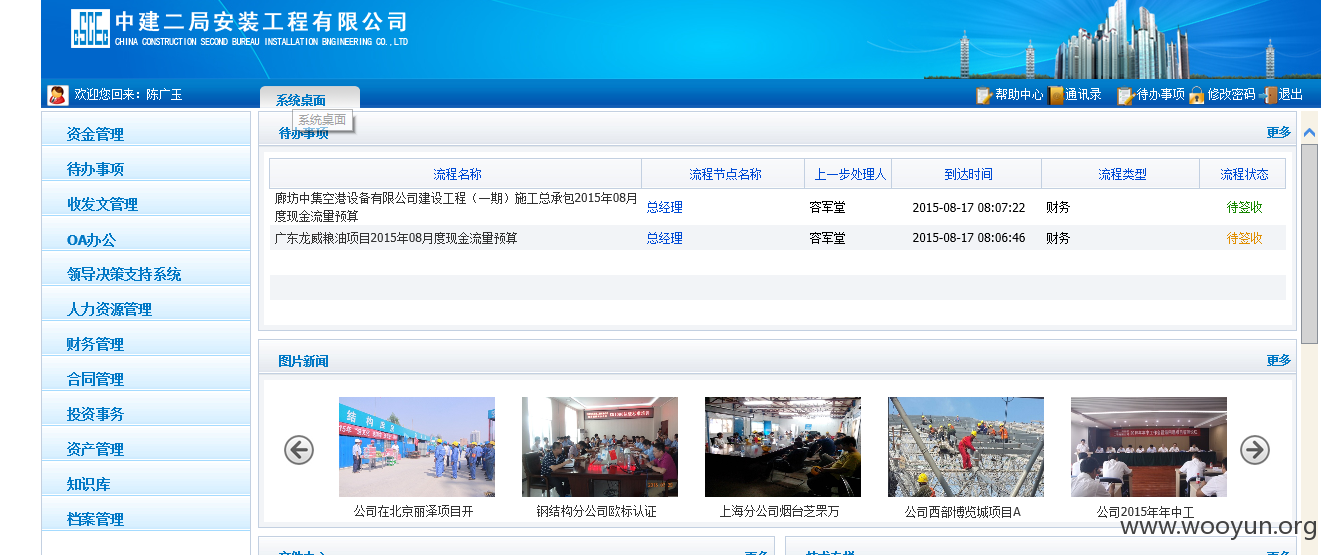 中建二局安装工程有限公司
CHINA CONSTRUCTION SECOND BUREAU INSTALLATION BNGINEERING CO.,LTD
欢迎您回来：陈广玉
系统桌面
帮助中心 通讯录 待办事项 修改密码 退出
系统桌面
资金管理
待办事项
收发文管理
OA办公
领导决策支持系统
人力资源管理
财务管理
合同管理
投资事务
资产管理
知识库
档案管理
待办事项 更多
流程名称 流程节点名称 上一步处理人 到达时间 流程类型 流程状态
廊坊中集空港设备有限公司建设工程（一期）施工总承包2015年08月
度现金流量预算 总经理 容军堂 2015-08-17 08:07:22 财务 待签收
广东龙威粮油项目2015年08月度现金流量预算 总经理 容军堂 2015-08-17 08:06:46 财务 待签收
图片新闻 更多
公司在北京丽泽项目开
钢结构分公司欧标认证
上海分公司烟台芝罘万
公司西部博览城项目A
公司2015年年中工
www.wooyun.org